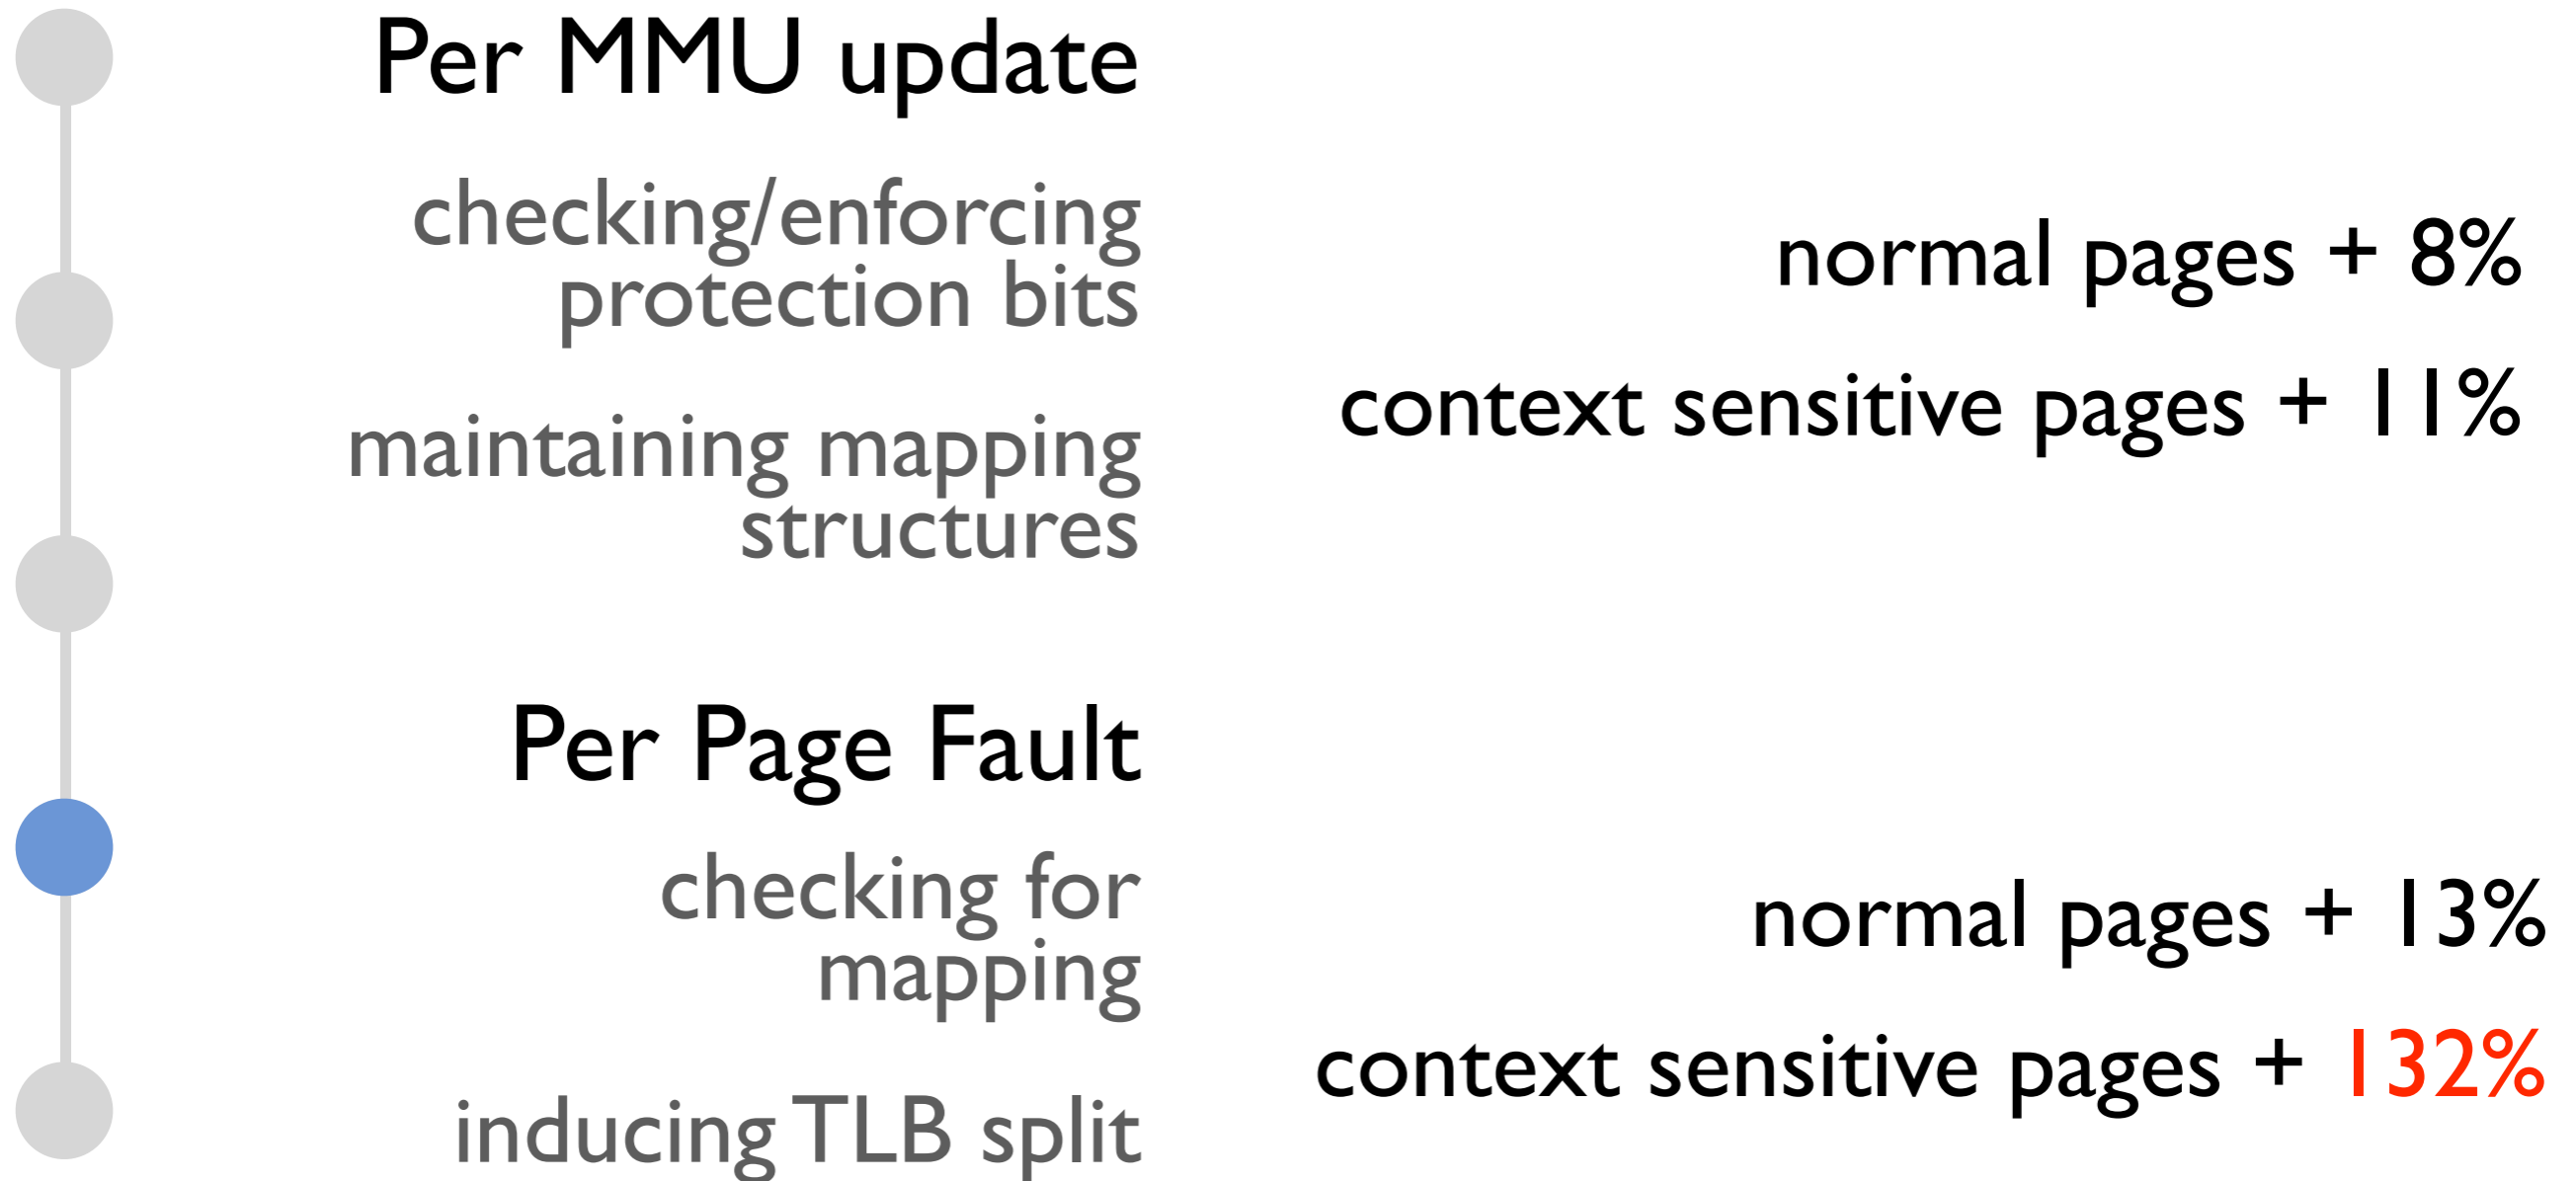 Per MMU update
checking/enforcing
protection bits
maintaining mapping
structures
normal pages + 8%
context sensitive pages + 11%
Per Page Fault
checking for
mapping
inducing TLB split
normal pages + 13%
context sensitive pages + 132%